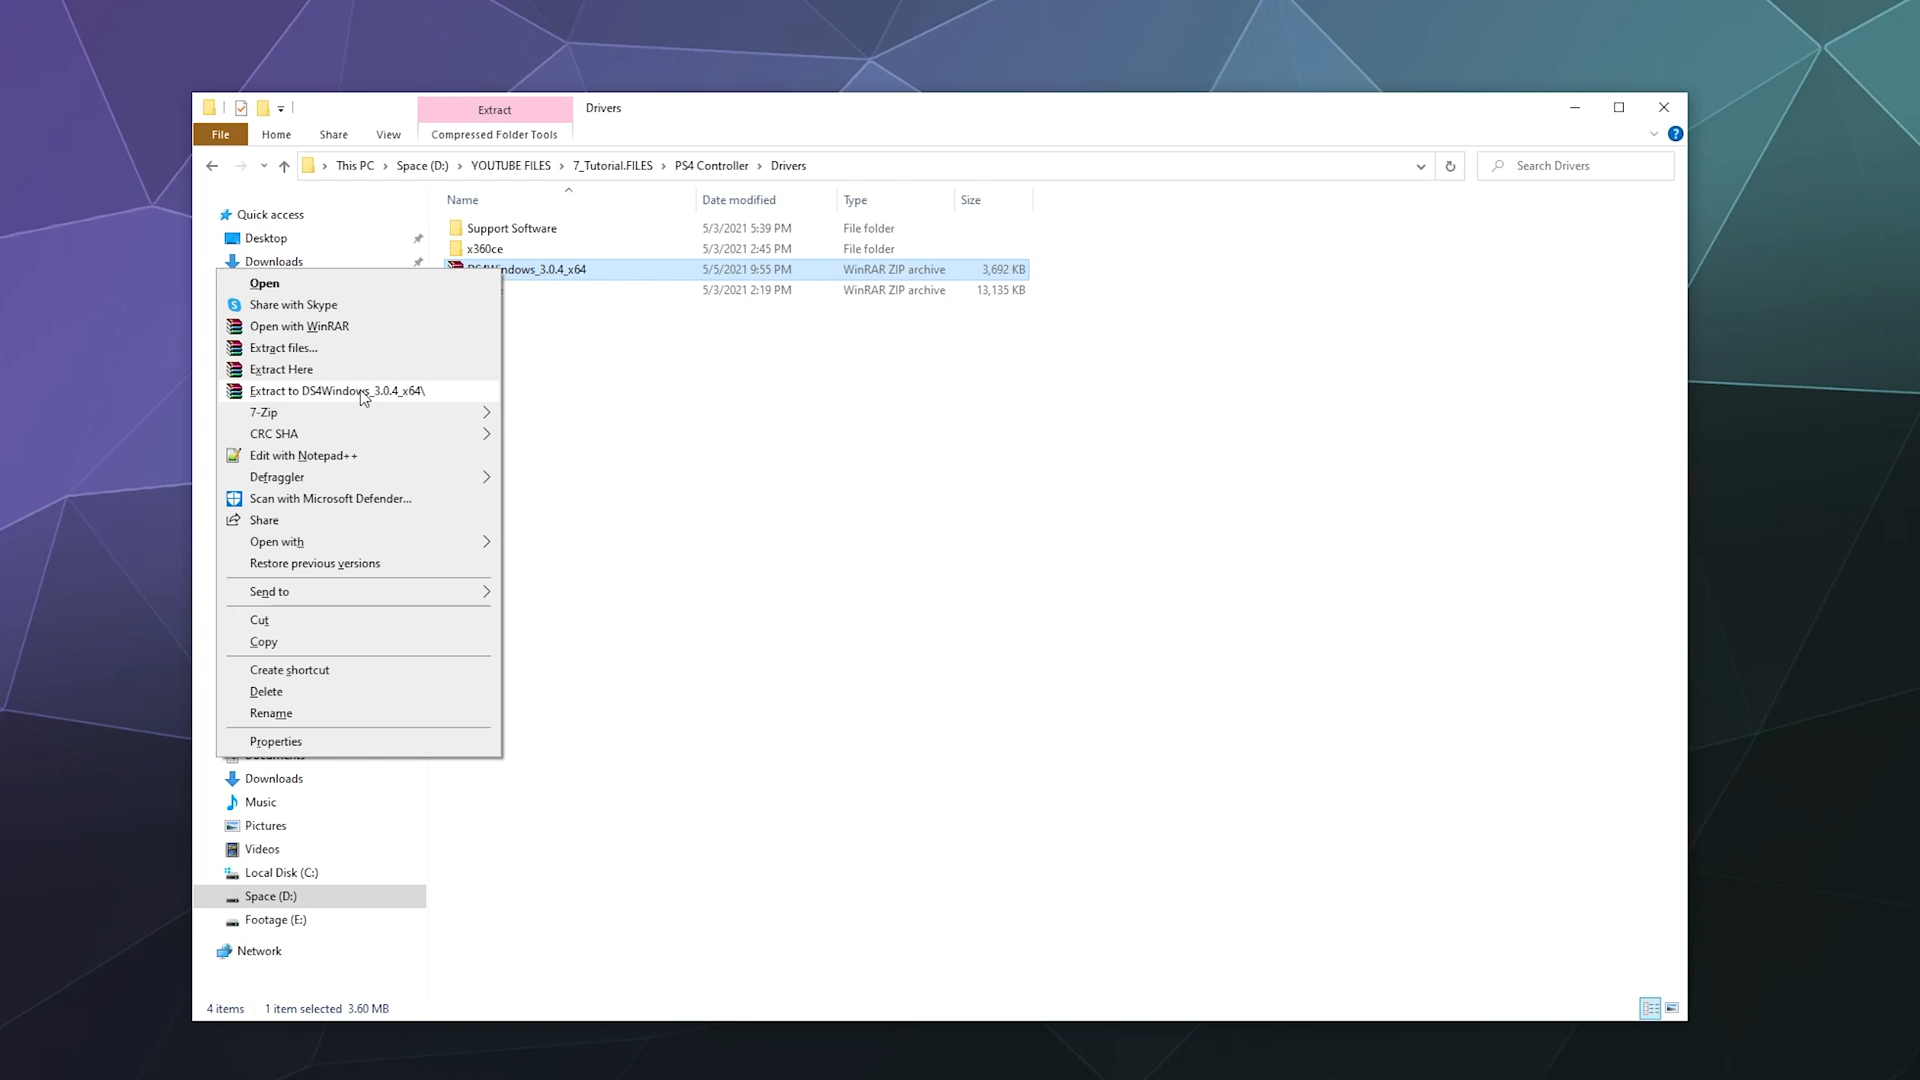 Extract
Drivers
File
Home
Share
View
Compressed Folder Tools
This PC
Space (D:)
YOUTUBE FILES
7_Tutorial.FILES
PS4 Controller
Drivers
Search Drivers
Name
Date modified
Type
Size
Quick access
Desktop
Downloads
Support Software 5/3/2021 5:39 PM File folder
x360ce 5/3/2021 2:45 PM File folder
DS4Windows_3.0.4_x64 5/5/2021 9:55 PM WinRAR ZIP archive 3,692 KB
5/3/2021 2:19 PM WinRAR ZIP archive 13,135 KB
Open
Share with Skype
Open with WinRAR
Extract files...
Extract Here
Extract to DS4Windows_3.0.4_x64\
7-Zip
CRC SHA
Edit with Notepad++
Defraggler
Scan with Microsoft Defender...
Share
Open with
Restore previous versions
Send to
Cut
Copy
Create shortcut
Delete
Rename
Properties
Documents
Downloads
Music
Pictures
Videos
Local Disk (C:)
Space (D:)
Footage (E:)
Network
4 items 1 item selected 3.60 MB